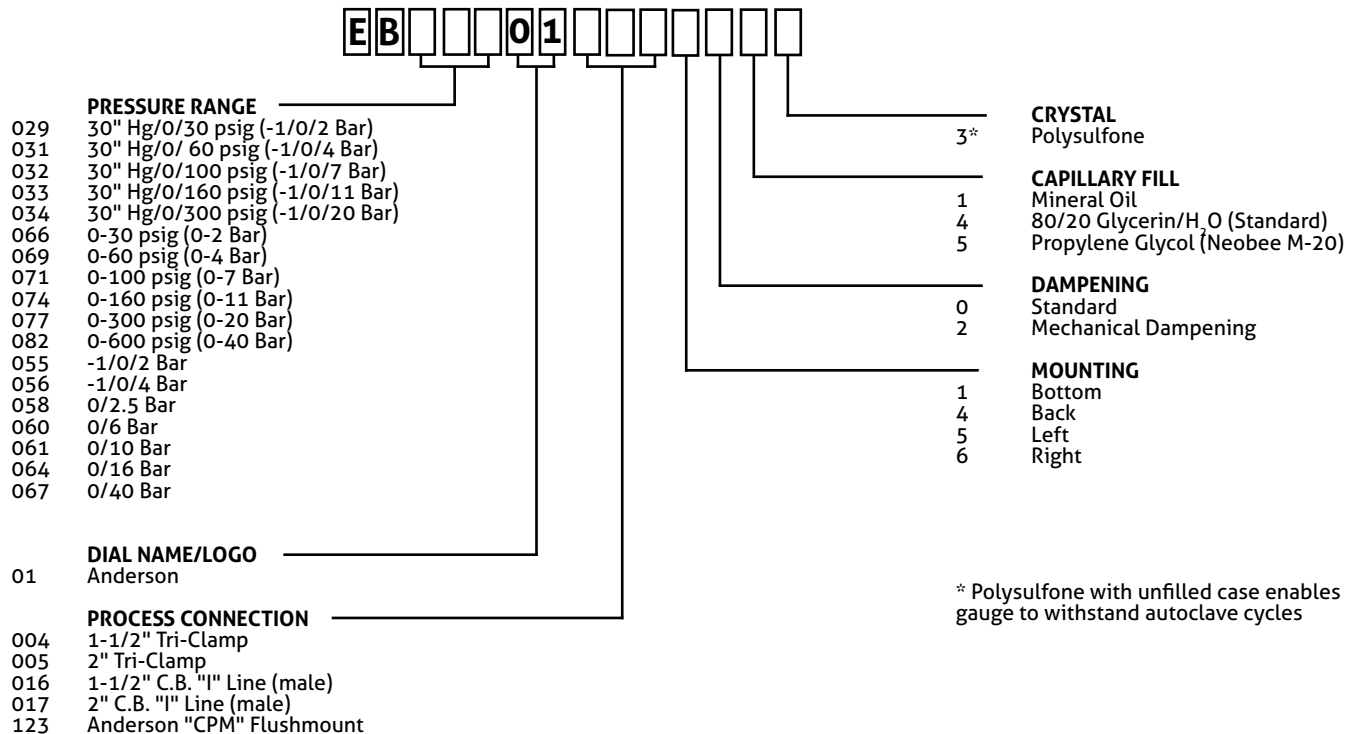 EB 01
PRESSURE RANGE
029 30" Hg/0/30 psig (-1/0/2 Bar)
031 30" Hg/0/ 60 psig (-1/0/4 Bar)
032 30" Hg/0/100 psig (-1/0/7 Bar)
033 30" Hg/0/160 psig (-1/0/11 Bar)
034 30" Hg/0/300 psig (-1/0/20 Bar)
066 0-30 psig (0-2 Bar)
069 0-60 psig (0-4 Bar)
071 0-100 psig (0-7 Bar)
074 0-160 psig (0-11 Bar)
077 0-300 psig (0-20 Bar)
082 0-600 psig (0-40 Bar)
055 -1/0/2 Bar
056 -1/0/4 Bar
058 0/2.5 Bar
060 0/6 Bar
061 0/10 Bar
064 0/16 Bar
067 0/40 Bar
DIAL NAME/LOGO
01 Anderson
PROCESS CONNECTION
004 1-1/2" Tri-Clamp
005 2" Tri-Clamp
016 1-1/2" C.B. "I" Line (male)
017 2" C.B. "I" Line (male)
123 Anderson "CPM" Flushmount
CRYSTAL
3* Polysulfone
CAPILLARY FILL
1 Mineral Oil
4 80/20 Glycerin/H₂O (Standard)
5 Propylene Glycol (Neobee M-20)
DAMPENING
0 Standard
2 Mechanical Dampening
MOUNTING
1 Bottom
4 Back
5 Left
6 Right
* Polysulfone with unfilled case enables
gauge to withstand autoclave cycles